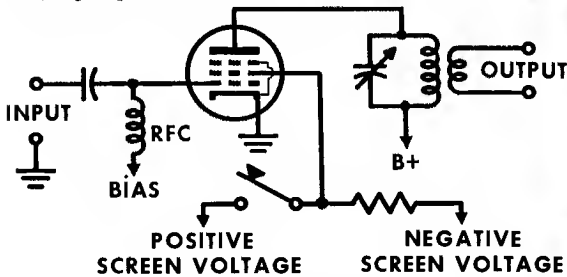 INPUT
RFC
BIAS
OUTPUT
B+
POSITIVE
SCREEN VOLTAGE
NEGATIVE
SCREEN VOLTAGE